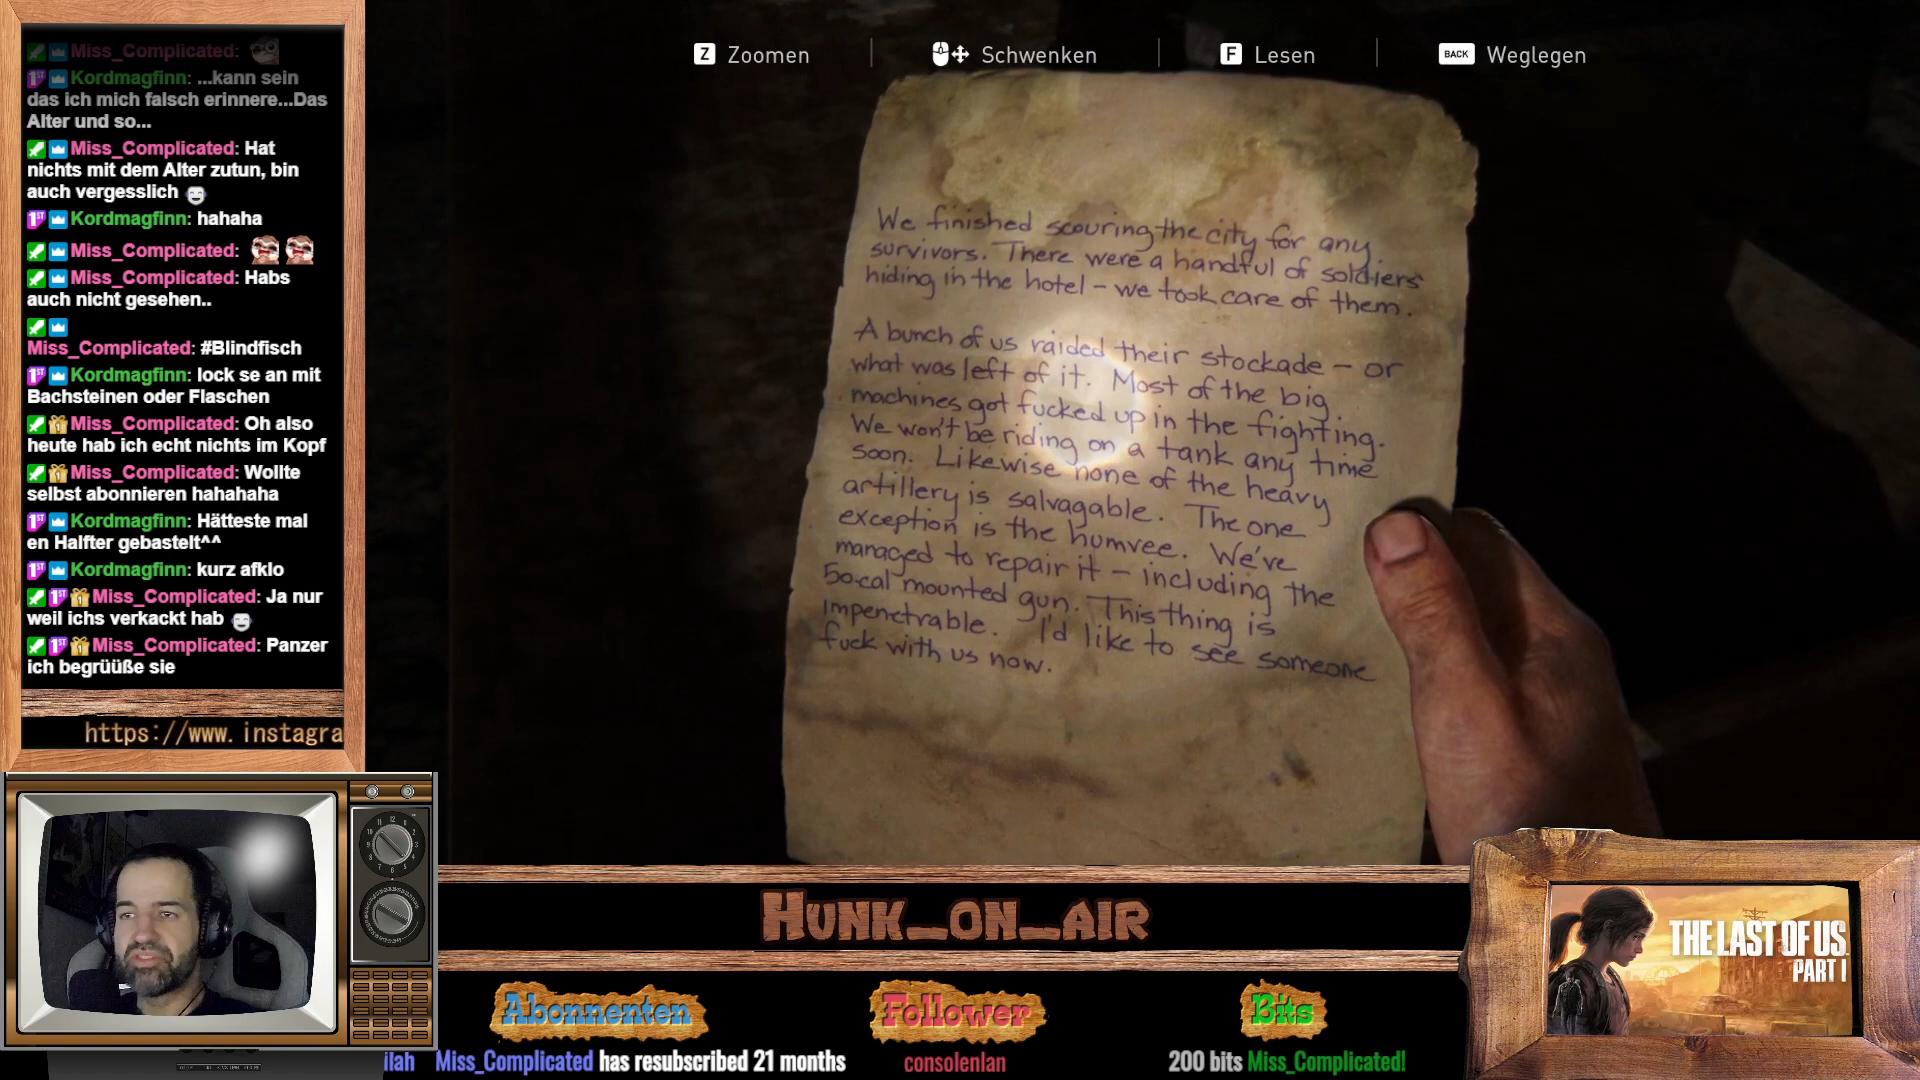 Miss_Complicated:
Kordmagfinn: ...kann sein
das ich mich falsch erinnere...Das
Alter und so...
Miss_Complicated: Hat
nichts mit dem Alter zutun, bin
auch vergesslich
Kordmagfinn: hahaha
Miss_Complicated:
Miss_Complicated: Habs
auch nicht gesehen..
Miss_Complicated: #Blindfisch
Kordmagfinn: lock se an mit
Bachsteinen oder Flaschen
Miss_Complicated: Oh also
heute hab ich echt nichts im Kopf
Miss_Complicated: Wollte
selbst abonnieren hahahaha
Kordmagfinn: Hätteste mal
en Halfter gebastelt^^
Kordmagfinn: kurz afklo
Miss_Complicated: Ja nur
weil ichs verkackt hab
Miss_Complicated: Panzer
ich begrüüße sie
https://www.instagra
Z Zoomen
Schwenken
F Lesen
BACK Weglegen
We finished scouring the city for any
survivors. There were a handful of soldiers
hiding in the hotel - we took care of them.
A bunch of us raided their stockade - or
what was left of it. Most of the big
machines got fucked up in the fighting.
We won't be riding on a tank any time
soon. Likewise none of the heavy
artillery is salvagable. The one
exception is the humvee. We've
managed to repair it - including the
50-cal mounted gun. This thing is
impenetrable. I'd like to see someone
fuck with us now.
HUNK_ON_AIR
THE LAST OF US
PART I
Abonnenten
Follower
Bits
ilah Miss_Complicated has resubscribed 21 months
consolenlan
200 bits Miss_Complicated!